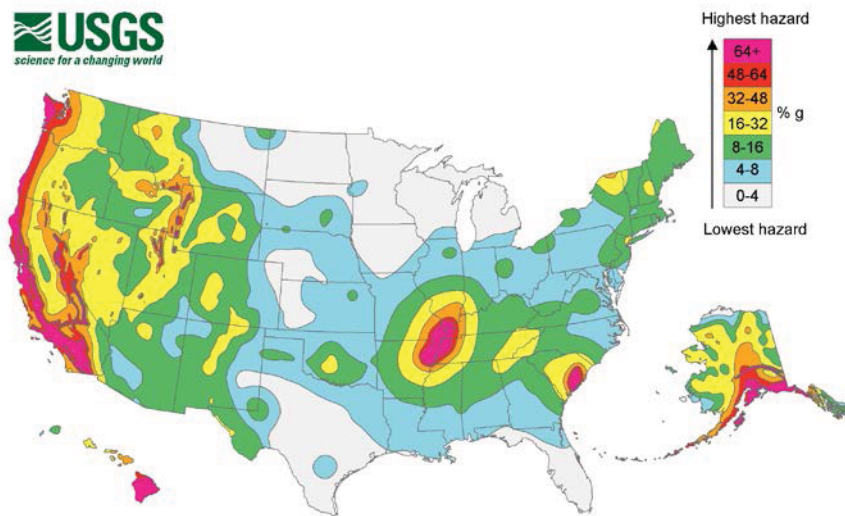 USGS
science for a changing world
Highest hazard
64+
48-64
32-48
16-32
8-16
4-8
0-4
% g
Lowest hazard